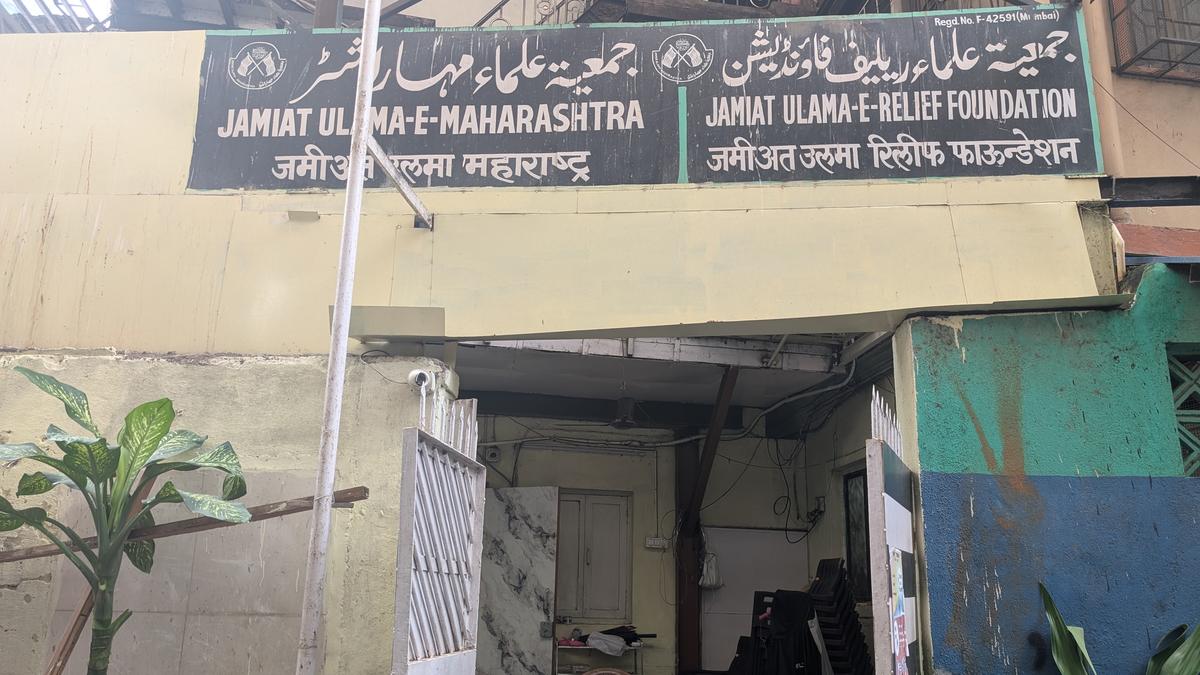 جمعیۃ علماء مہاراشٹر
JAMIAT ULAMA-E-MAHARASHTRA
जमीअत उलमा महाराष्ट्र
Regd.No. F-42591(Mumbai)
جمعیۃ علماء ریلیف فاؤنڈیشن
JAMIAT ULAMA-E-RELIEF FOUNDATION
जमीअत उलमा रिलीफ फाऊन्डेशन